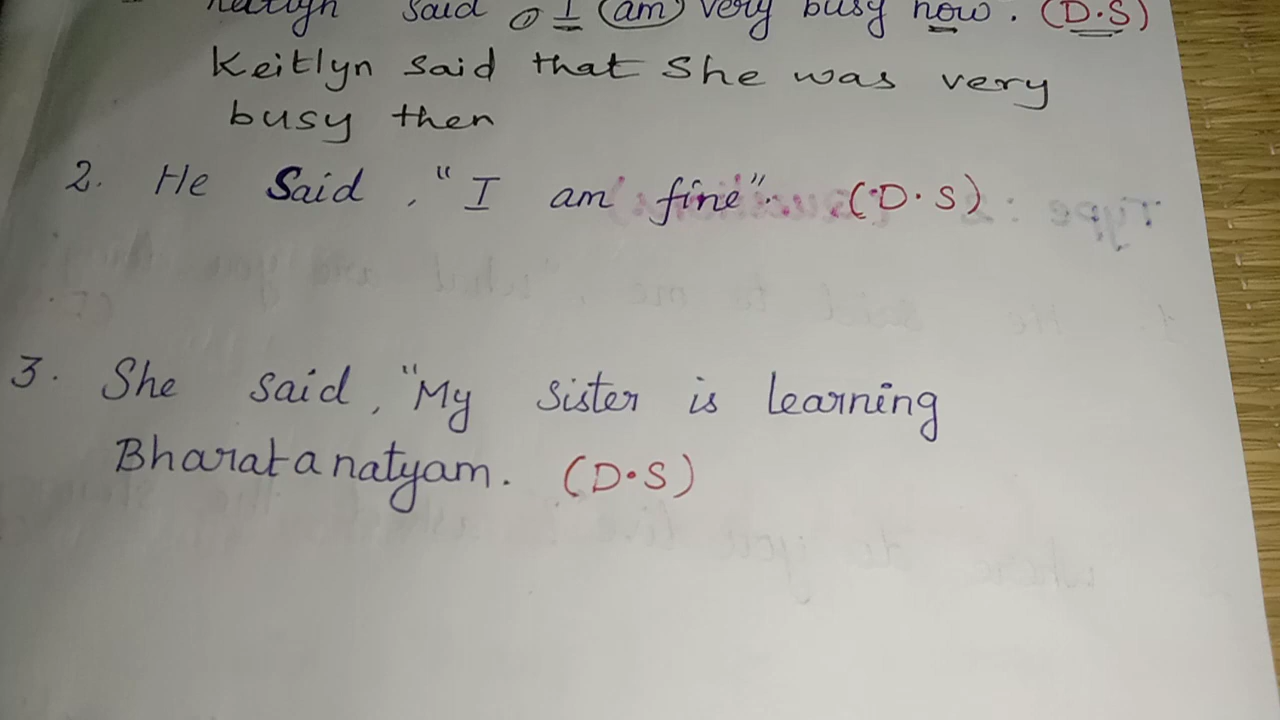 said I am very busy now. (D.S)
Keitlyn said that she was very
busy then
2. He Said, "I am fine". (D.S)
3. She said, "My sister is learning
Bharatanatyam. (D.S)